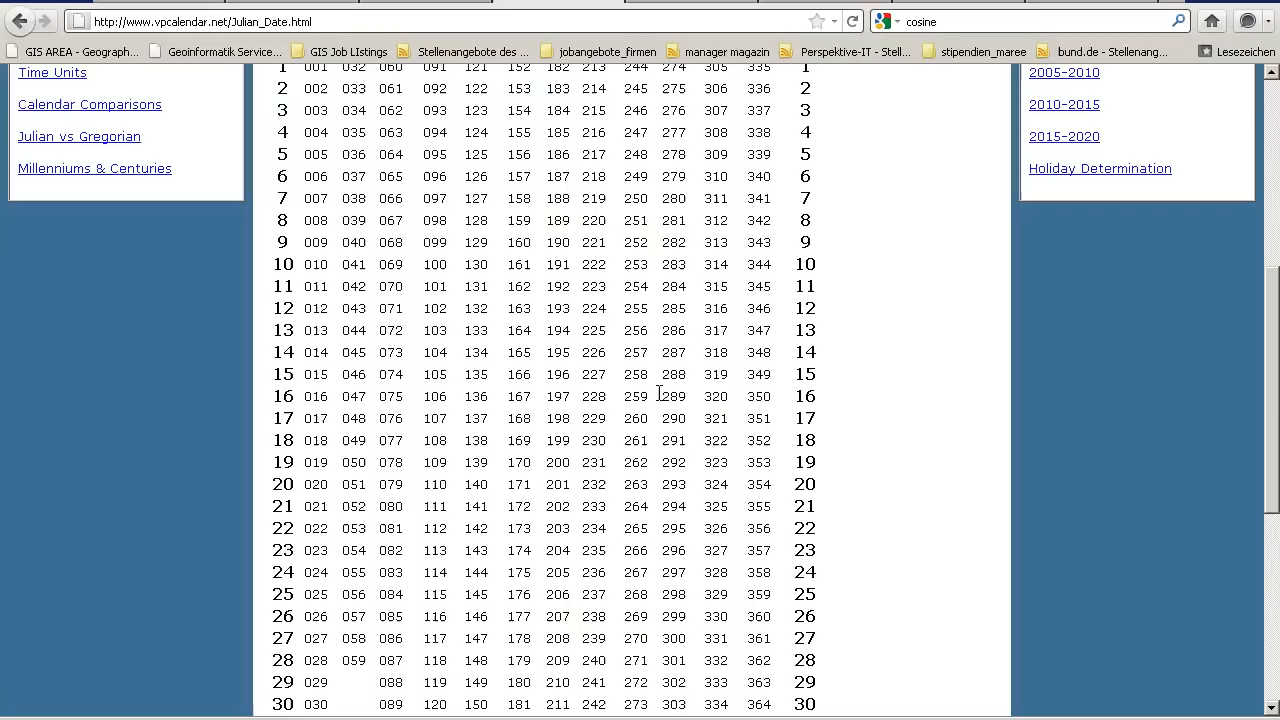 http://www.vpcalendar.net/Julian_Date.html
cosine
GIS AREA - Geograph... Geoinformatik Service... GIS Job LIstings Stellenangebote des ... jobangebote_firmen manager magazin Perspektive-IT - Stell... stipendien_maree bund.de - Stellenang... Lesezeichen
Time Units
Calendar Comparisons
Julian vs Gregorian
Millenniums & Centuries
1 001 032 060 091 121 152 182 213 244 274 305 335 1
2 002 033 061 092 122 153 183 214 245 275 306 336 2
3 003 034 062 093 123 154 184 215 246 276 307 337 3
4 004 035 063 094 124 155 185 216 247 277 308 338 4
5 005 036 064 095 125 156 186 217 248 278 309 339 5
6 006 037 065 096 126 157 187 218 249 279 310 340 6
7 007 038 066 097 127 158 188 219 250 280 311 341 7
8 008 039 067 098 128 159 189 220 251 281 312 342 8
9 009 040 068 099 129 160 190 221 252 282 313 343 9
10 010 041 069 100 130 161 191 222 253 283 314 344 10
11 011 042 070 101 131 162 192 223 254 284 315 345 11
12 012 043 071 102 132 163 193 224 255 285 316 346 12
13 013 044 072 103 133 164 194 225 256 286 317 347 13
14 014 045 073 104 134 165 195 226 257 287 318 348 14
15 015 046 074 105 135 166 196 227 258 288 319 349 15
16 016 047 075 106 136 167 197 228 259 289 320 350 16
17 017 048 076 107 137 168 198 229 260 290 321 351 17
18 018 049 077 108 138 169 199 230 261 291 322 352 18
19 019 050 078 109 139 170 200 231 262 292 323 353 19
20 020 051 079 110 140 171 201 232 263 293 324 354 20
21 021 052 080 111 141 172 202 233 264 294 325 355 21
22 022 053 081 112 142 173 203 234 265 295 326 356 22
23 023 054 082 113 143 174 204 235 266 296 327 357 23
24 024 055 083 114 144 175 205 236 267 297 328 358 24
25 025 056 084 115 145 176 206 237 268 298 329 359 25
26 026 057 085 116 146 177 207 238 269 299 330 360 26
27 027 058 086 117 147 178 208 239 270 300 331 361 27
28 028 059 087 118 148 179 209 240 271 301 332 362 28
29 029 088 119 149 180 210 241 272 302 333 363 29
30 030 089 120 150 181 211 242 273 303 334 364 30
2005-2010
2010-2015
2015-2020
Holiday Determination